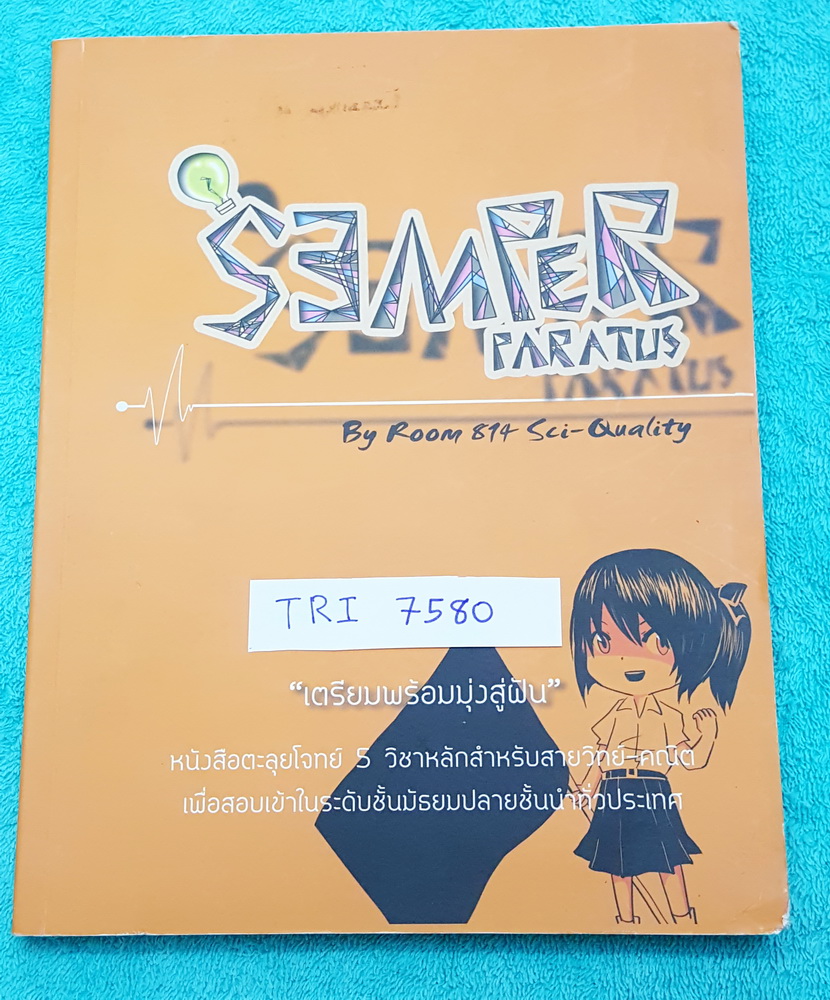 SEMPER
PARATUS
By Room 814 Sci-Quality
TRI 7580
“เตรียมพร้อมมุ่งสู่ฝัน”
หนังสือตะลุยโจทย์ 5 วิชาหลักสำหรับสายวิทย์-คณิต
เพื่อสอบเข้าในระดับชั้นมัธยมปลายชั้นนำทั่วประเทศ